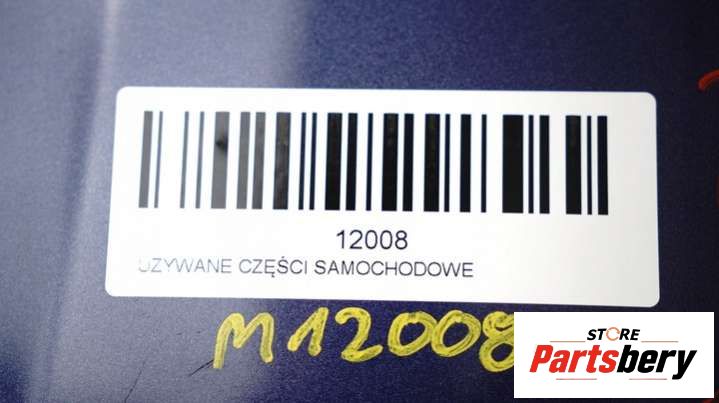 12008
UŻYWANE CZĘŚCI SAMOCHODOWE
M12008
STORE
Partsbery